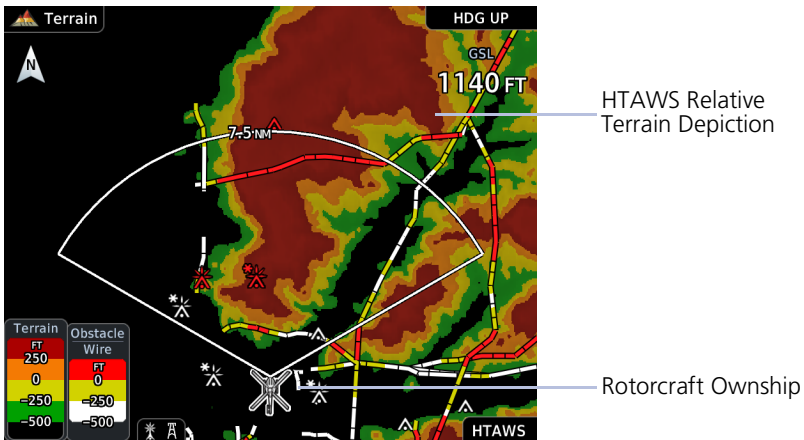 Terrain
HDG UP
N
GSL
1140 FT
7.5 NM
HTAWS Relative
Terrain Depiction
Terrain
FT
250
0
-250
-500
Obstacle
Wire
FT
0
-250
-500
HTAWS
Rotorcraft Ownship